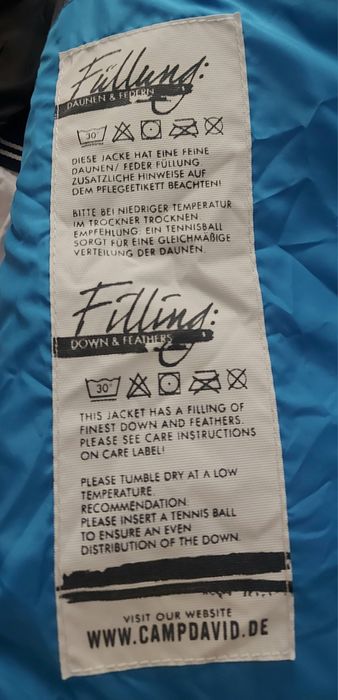 Füllung:
DAUNEN & FEDERN
30°
DIESE JACKE HAT EINE FEINE
DAUNEN/ FEDER FÜLLUNG.
ZUSÄTZLICHE HINWEISE AUF
DEM PFLEGEETIKETT BEACHTEN!
BITTE BEI NIEDRIGER TEMPERATUR
IM TROCKNER TROCKNEN.
EMPFEHLUNG: EIN TENNISBALL
SORGT FÜR EINE GLEICHMÄßIGE
VERTEILUNG DER DAUNEN.
Filling:
DOWN & FEATHERS
30°
THIS JACKET HAS A FILLING OF
FINEST DOWN AND FEATHERS.
PLEASE SEE CARE INSTRUCTIONS
ON CARE LABEL!
PLEASE TUMBLE DRY AT A LOW
TEMPERATURE.
RECOMMENDATION:
PLEASE INSERT A TENNIS BALL
TO ENSURE AN EVEN
DISTRIBUTION OF THE DOWN.
VISIT OUR WEBSITE
WWW.CAMPDAVID.DE